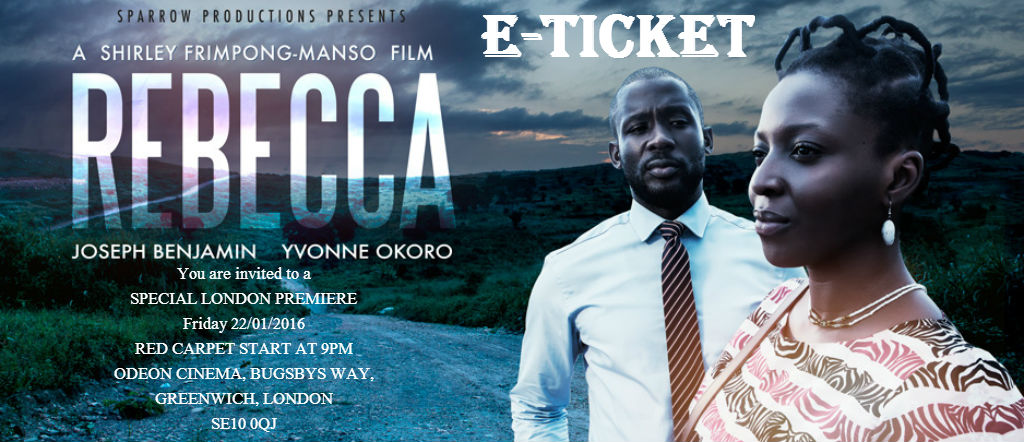 SPARROW PRODUCTIONS PRESENTS
E-TICKET
A SHIRLEY FRIMPONG-MANSO FILM
REBECCA
JOSEPH BENJAMIN YVONNE OKORO
You are invited to a
SPECIAL LONDON PREMIERE
Friday 22/01/2016
RED CARPET START AT 9PM
ODEON CINEMA, BUGSBYS WAY,
GREENWICH, LONDON
SE10 0QJ